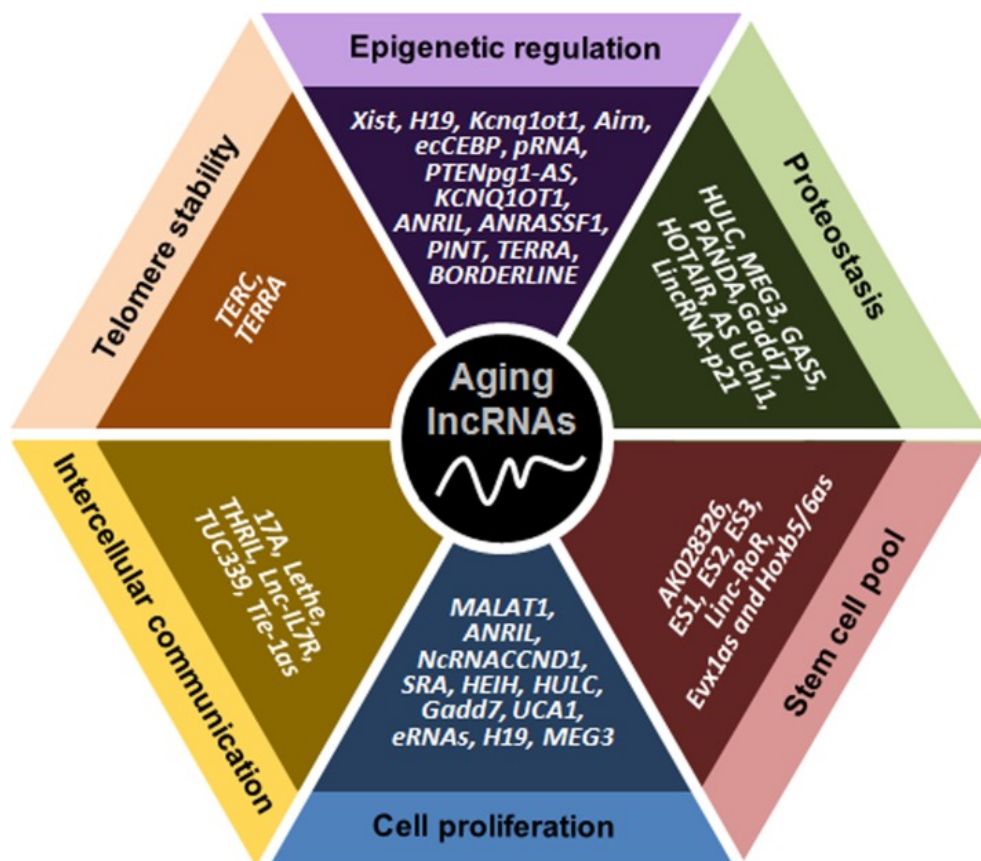 Epigenetic regulation
Xist, H19, Kcnq1ot1, Airn,
ecCEBP, pRNA,
PTENpg1-AS,
KCNQ1OT1,
ANRIL, ANRASSF1,
PINT, TERRA,
BORDERLINE
Proteostasis
HULC, MEG3, GAS5,
PANDA, Gadd7,
HOTAIR, AS Uchl1,
LincRNA-p21
Stem cell pool
AK028326,
ES1, ES2, ES3,
Linc-RoR,
Evx1as and Hoxb5/6as
Cell proliferation
MALAT1,
ANRIL,
NcRNACCND1,
SRA, HEIH, HULC,
Gadd7, UCA1,
eRNAs, H19, MEG3
Intercellular communication
17A, Lethe,
THRIL, Lnc-IL7R,
TUC339, Tie-1as
Telomere stability
TERC,
TERRA
Aging
lncRNAs